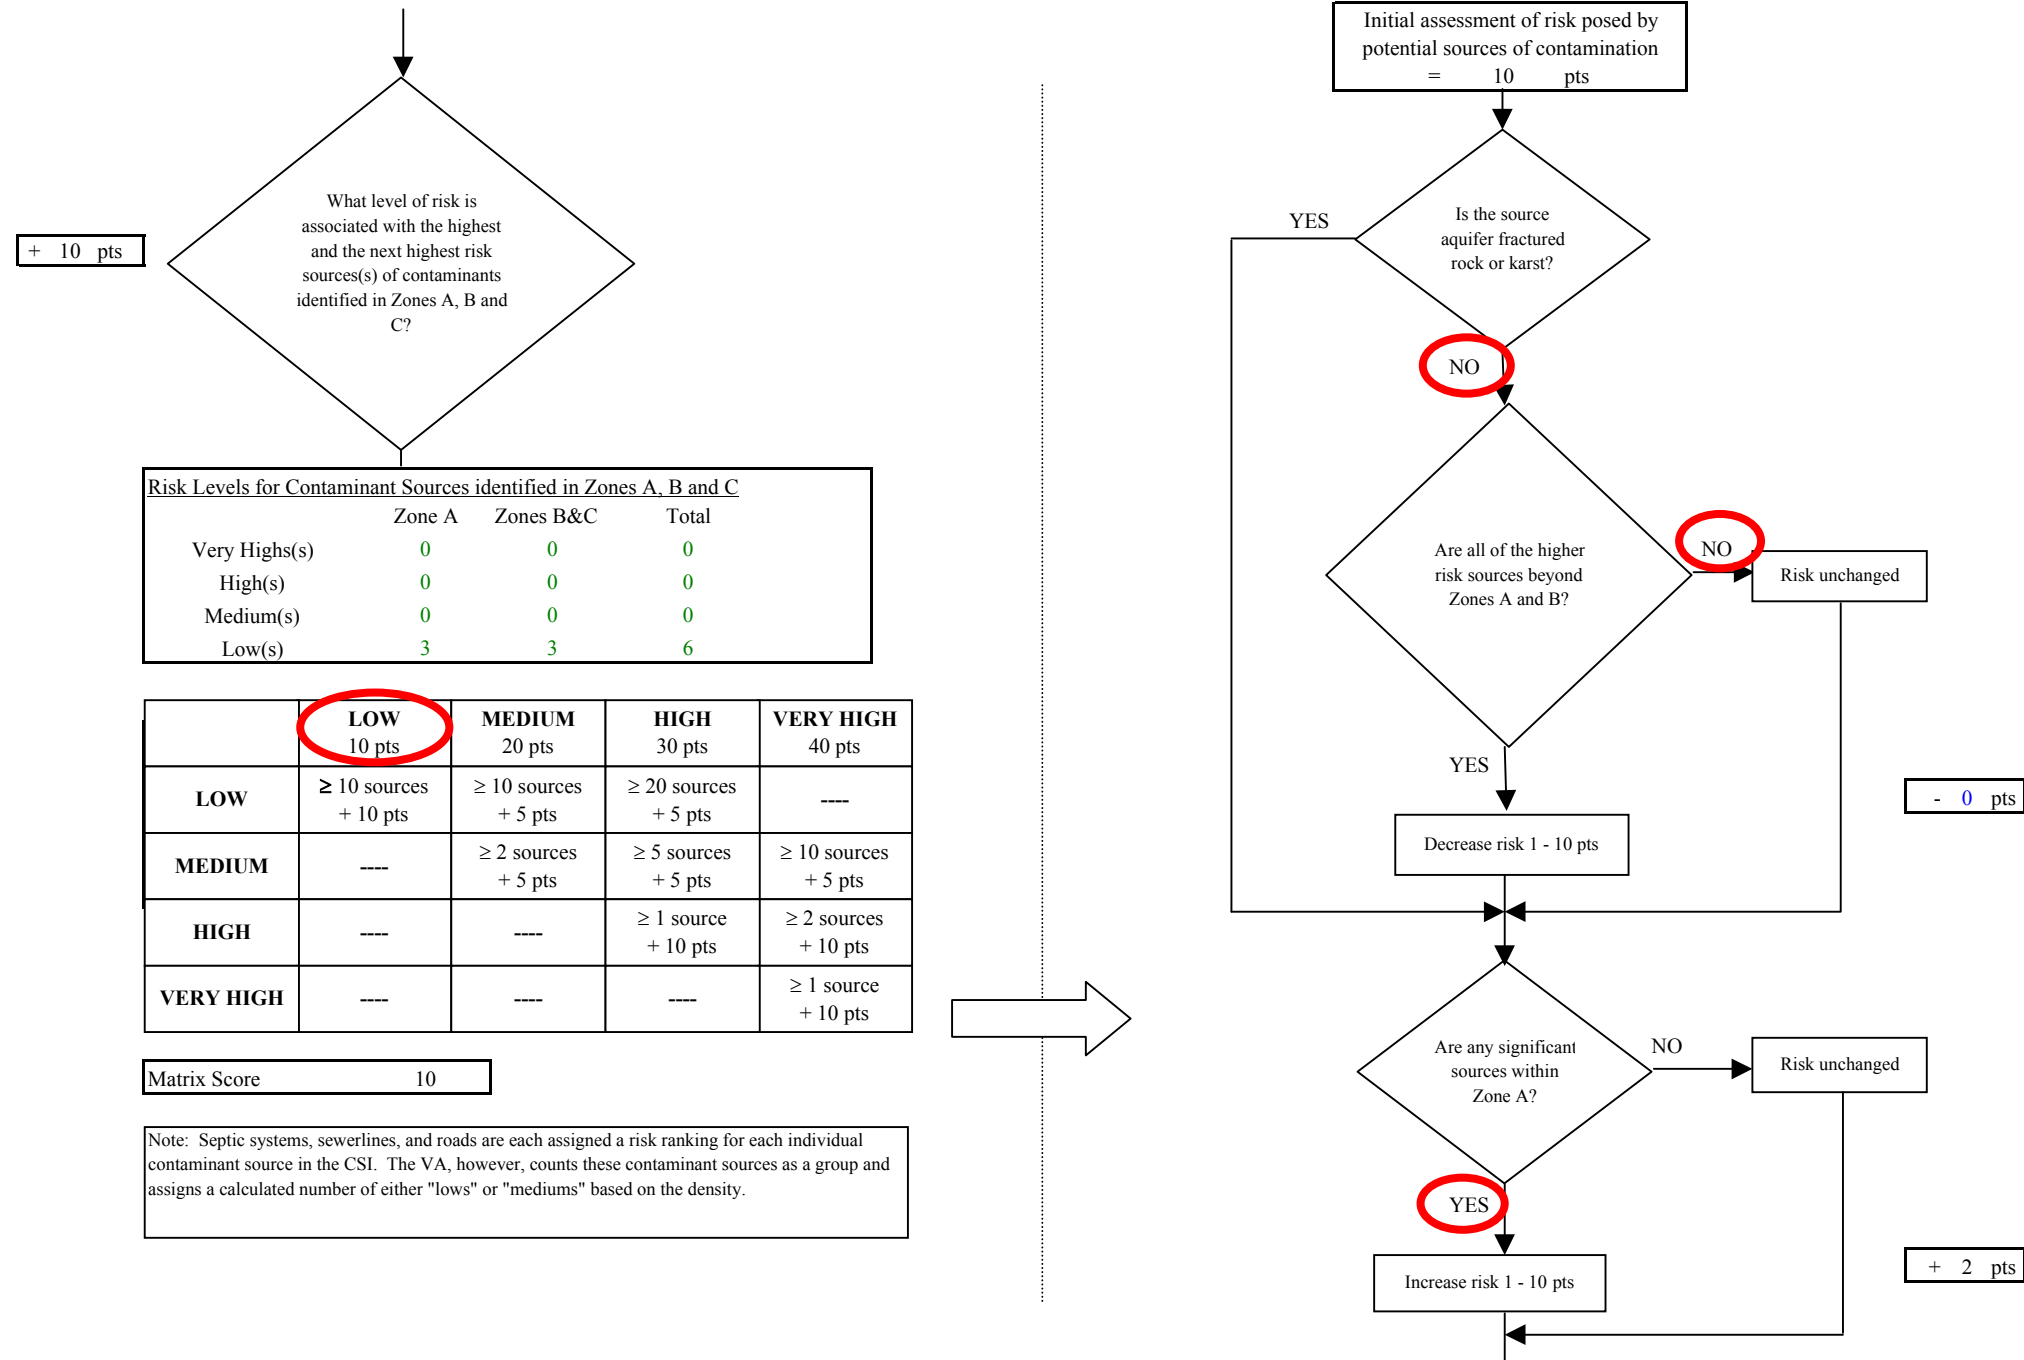 What level of risk is
associated with the highest
and the next highest risk
sources(s) of contaminants
identified in Zones A, B and
C?
+ 10 pts
Risk Levels for Contaminant Sources identified in Zones A, B and C
Zone A Zones B&C Total
Very Highs(s) 0 0 0
High(s) 0 0 0
Medium(s) 0 0 0
Low(s) 3 3 6
LOW MEDIUM HIGH VERY HIGH
10 pts 20 pts 30 pts 40 pts
LOW ≥ 10 sources ≥ 10 sources ≥ 20 sources ----
+ 10 pts + 5 pts + 5 pts
MEDIUM ---- ≥ 2 sources ≥ 5 sources ≥ 10 sources
+ 5 pts + 5 pts + 5 pts
HIGH ---- ---- ≥ 1 source ≥ 2 sources
+ 10 pts + 10 pts
VERY HIGH ---- ---- ---- ≥ 1 source
+ 10 pts
Matrix Score 10
Note: Septic systems, sewerlines, and roads are each assigned a risk ranking for each individual
contaminant source in the CSI. The VA, however, counts these contaminant sources as a group and
assigns a calculated number of either "lows" or "mediums" based on the density.
Initial assessment of risk posed by
potential sources of contamination
= 10 pts
Is the source
aquifer fractured
rock or karst?
YES
NO
Are all of the higher
risk sources beyond
Zones A and B?
NO
Risk unchanged
YES
- 0 pts
Decrease risk 1 - 10 pts
Are any significant
sources within
Zone A?
NO
Risk unchanged
YES
+ 2 pts
Increase risk 1 - 10 pts